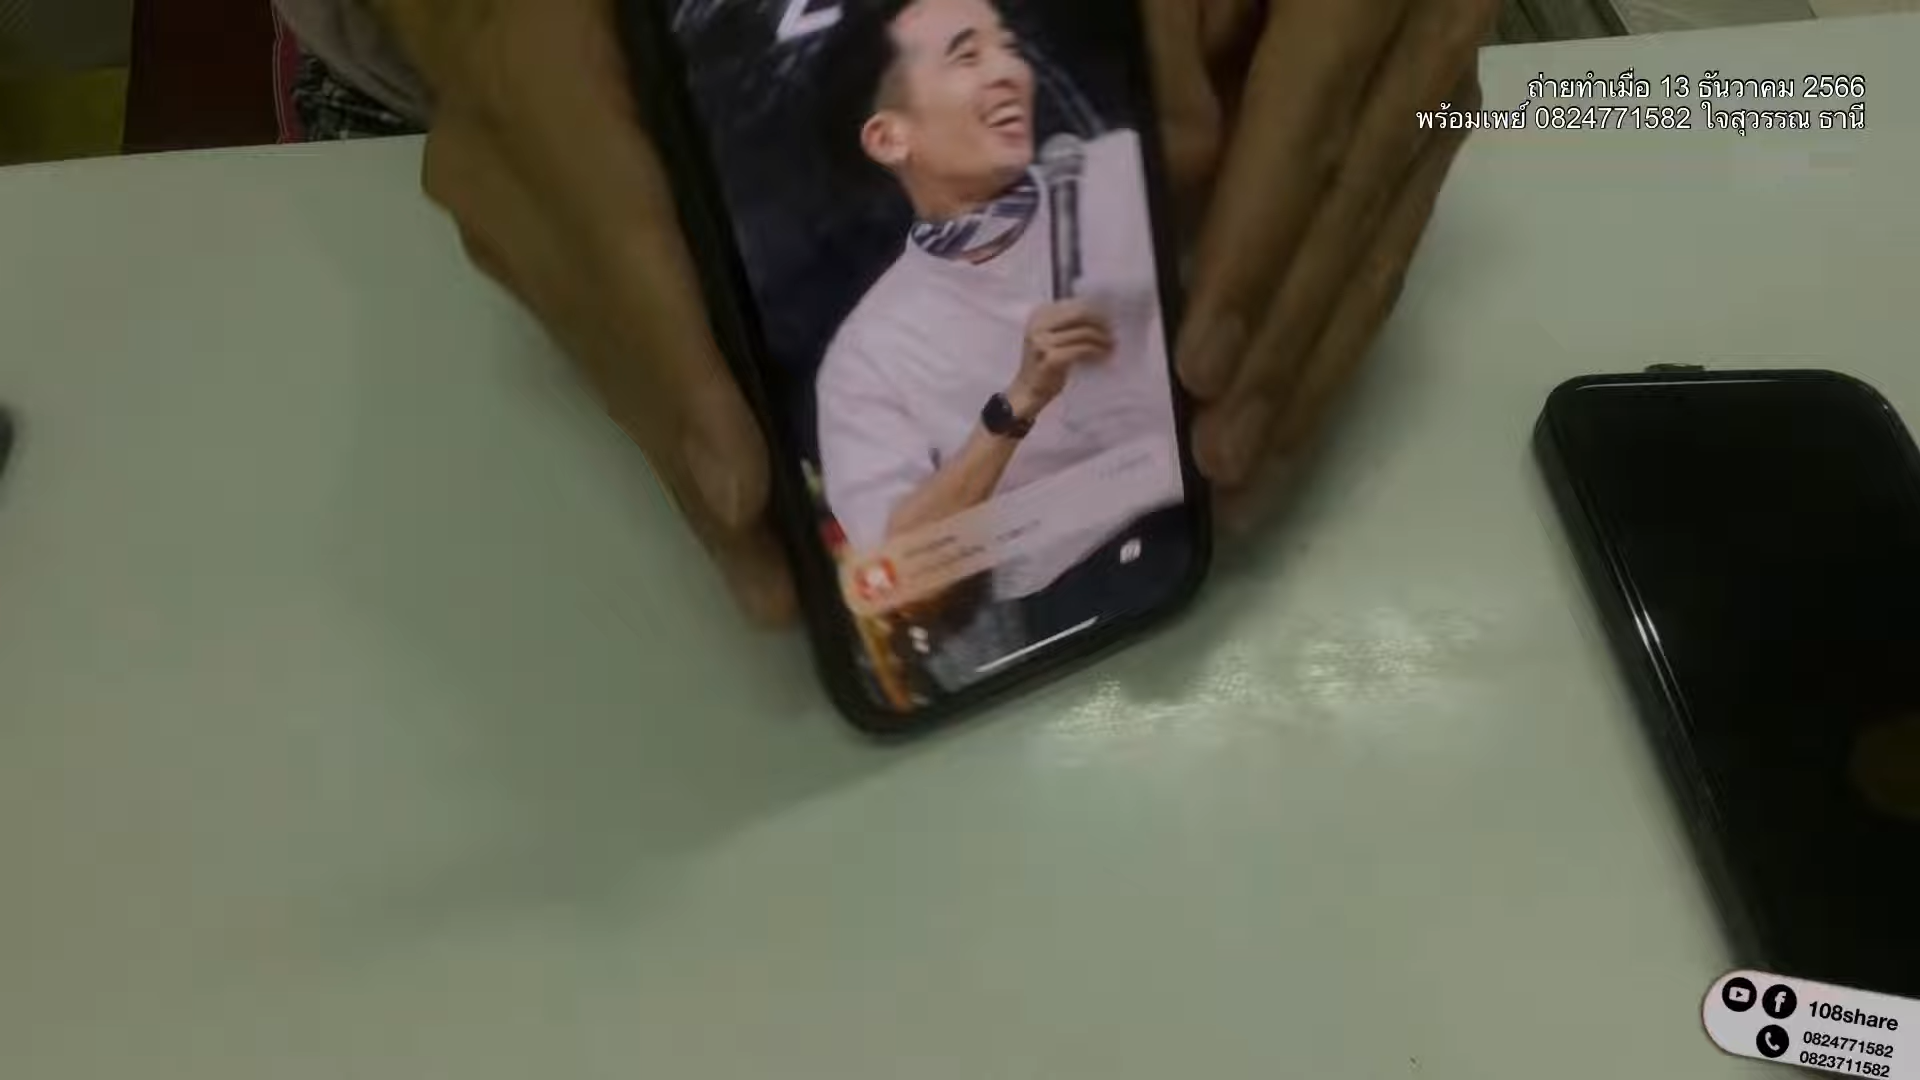 ถ่ายทำเมื่อ 13 ธันวาคม 2566
พร้อมเพย์ 0824771582 ใจสุวรรณ ธานี
108share
0824771582
0823711582